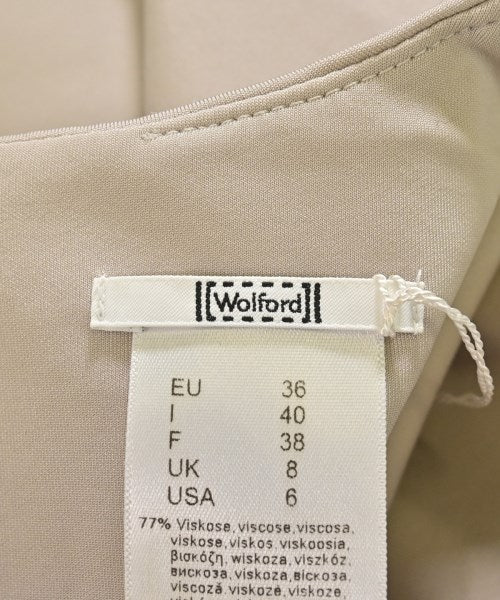 Wolford
EU 36
I 40
F 38
UK 8
USA 6
77% Viskose, viscose, viscosa,
viskose, viskos, viskoosia,
βισκόζη, wiskoza, viszkóz,
вискоза, viskoza, віскоза,
viscoză, viskozė, viskoze,